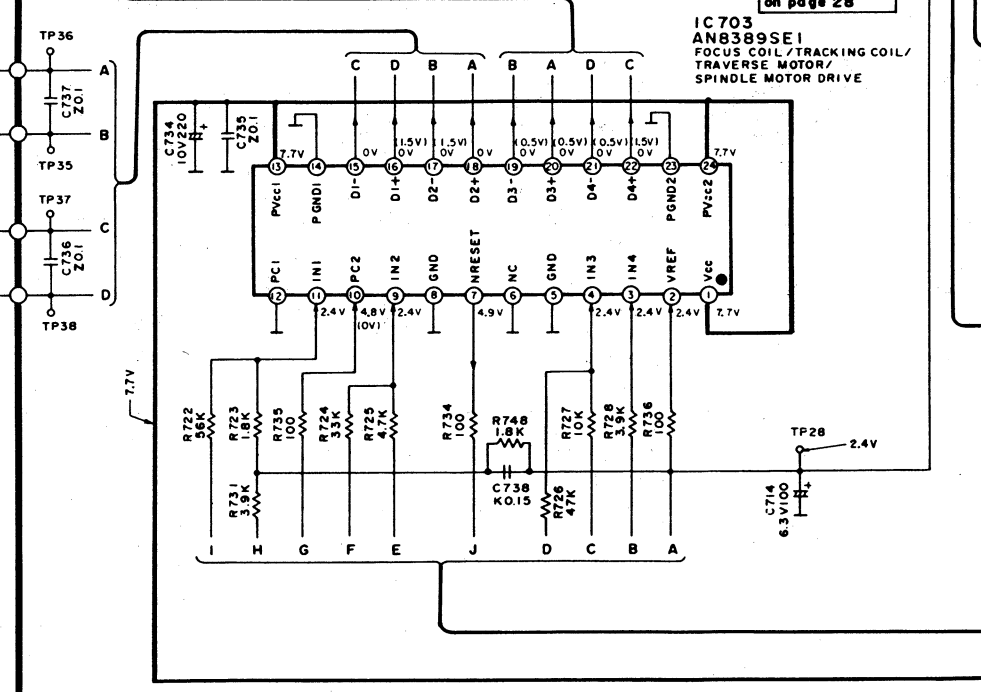 on page 28
IC703
AN8389SE1
FOCUS COIL/TRACKING COIL/
TRAVERSE MOTOR/
SPINDLE MOTOR DRIVE
TP36
A
C737
Z0.1
B
TP35
TP37
C
C736
Z0.1
D
TP38
C D B A B A D C
C734
10V220
+
C735
Z0.1
7.7V
0V
(1.5V)
0V
(1.5V)
0V
0V
(0.5V)
0V
(0.5V)
0V
(0.5V)
0V
(1.5V)
0V
7.7V
13 14 15 16 17 18 19 20 21 22 23 24
PVcc1 PGND1 D1- D1+ D2- D2+ D3- D3+ D4- D4+ PGND2 PVcc2
PC1 IN1 PC2 IN2 GND NRESET NC GND IN3 IN4 VREF Vcc
12 11 10 9 8 7 6 5 4 3 2 1
2.4V
4.8V
(0V)
2.4V
4.9V
2.4V
2.4V
2.4V
7.7V
7.7V
R722
56K
R723
1.8K
R735
100
R724
33K
R725
4.7K
R734
100
R748
1.8K
R727
10K
R728
3.9K
R736
100
TP28
2.4V
R731
3.9K
C738
K0.15
R726
47K
C714
6.3V100
+
I H G F E J D C B A